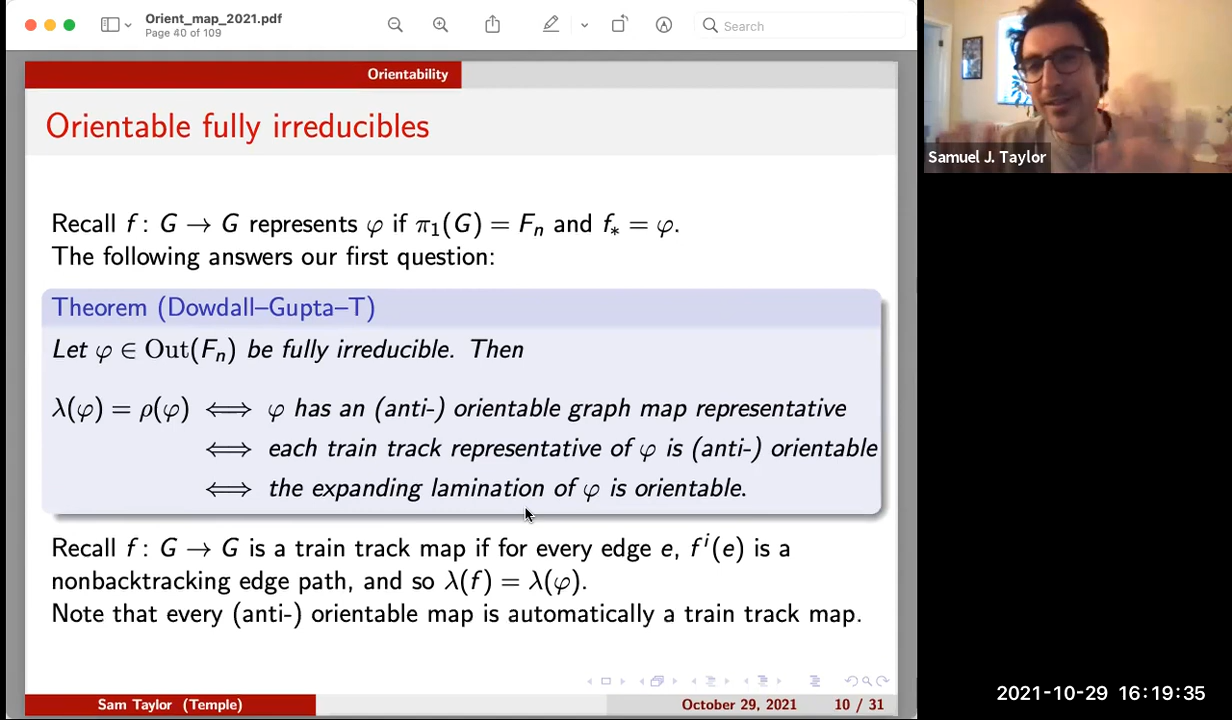 Orient_map_2021.pdf
Page 40 of 109
Search
Orientability
Orientable fully irreducibles
Recall f : G → G represents φ if π₁(G) = Fₙ and f∗ = φ.
The following answers our first question:
Theorem (Dowdall–Gupta–T)
Let φ ∈ Out(Fₙ) be fully irreducible. Then
λ(φ) = ρ(φ) ⟺ φ has an (anti-) orientable graph map representative
⟺ each train track representative of φ is (anti-) orientable
⟺ the expanding lamination of φ is orientable.
Recall f : G → G is a train track map if for every edge e, fⁱ(e) is a
nonbacktracking edge path, and so λ(f) = λ(φ).
Note that every (anti-) orientable map is automatically a train track map.
Sam Taylor (Temple)
October 29, 2021
10 / 31
Samuel J. Taylor
2021-10-29 16:19:35